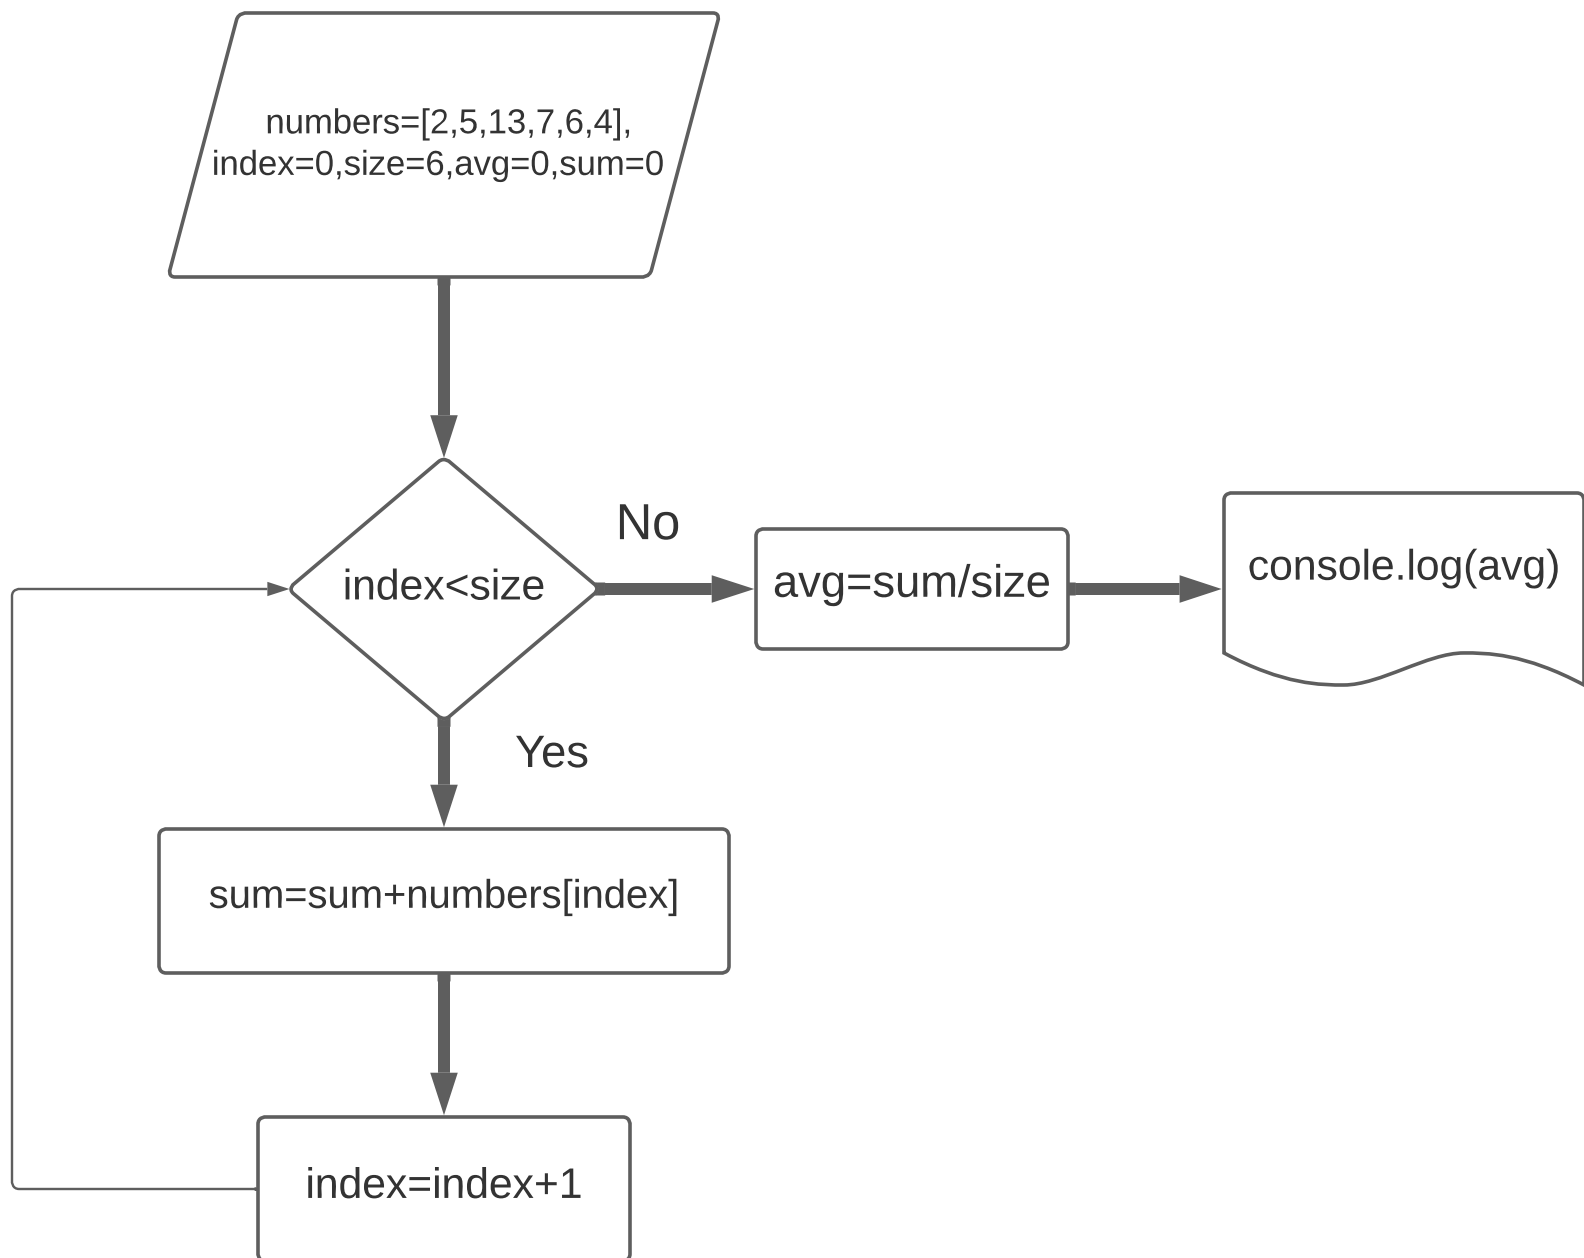 numbers=[2,5,13,7,6,4],
index=0,size=6,avg=0,sum=0
index<size
No
avg=sum/size
console.log(avg)
Yes
sum=sum+numbers[index]
index=index+1